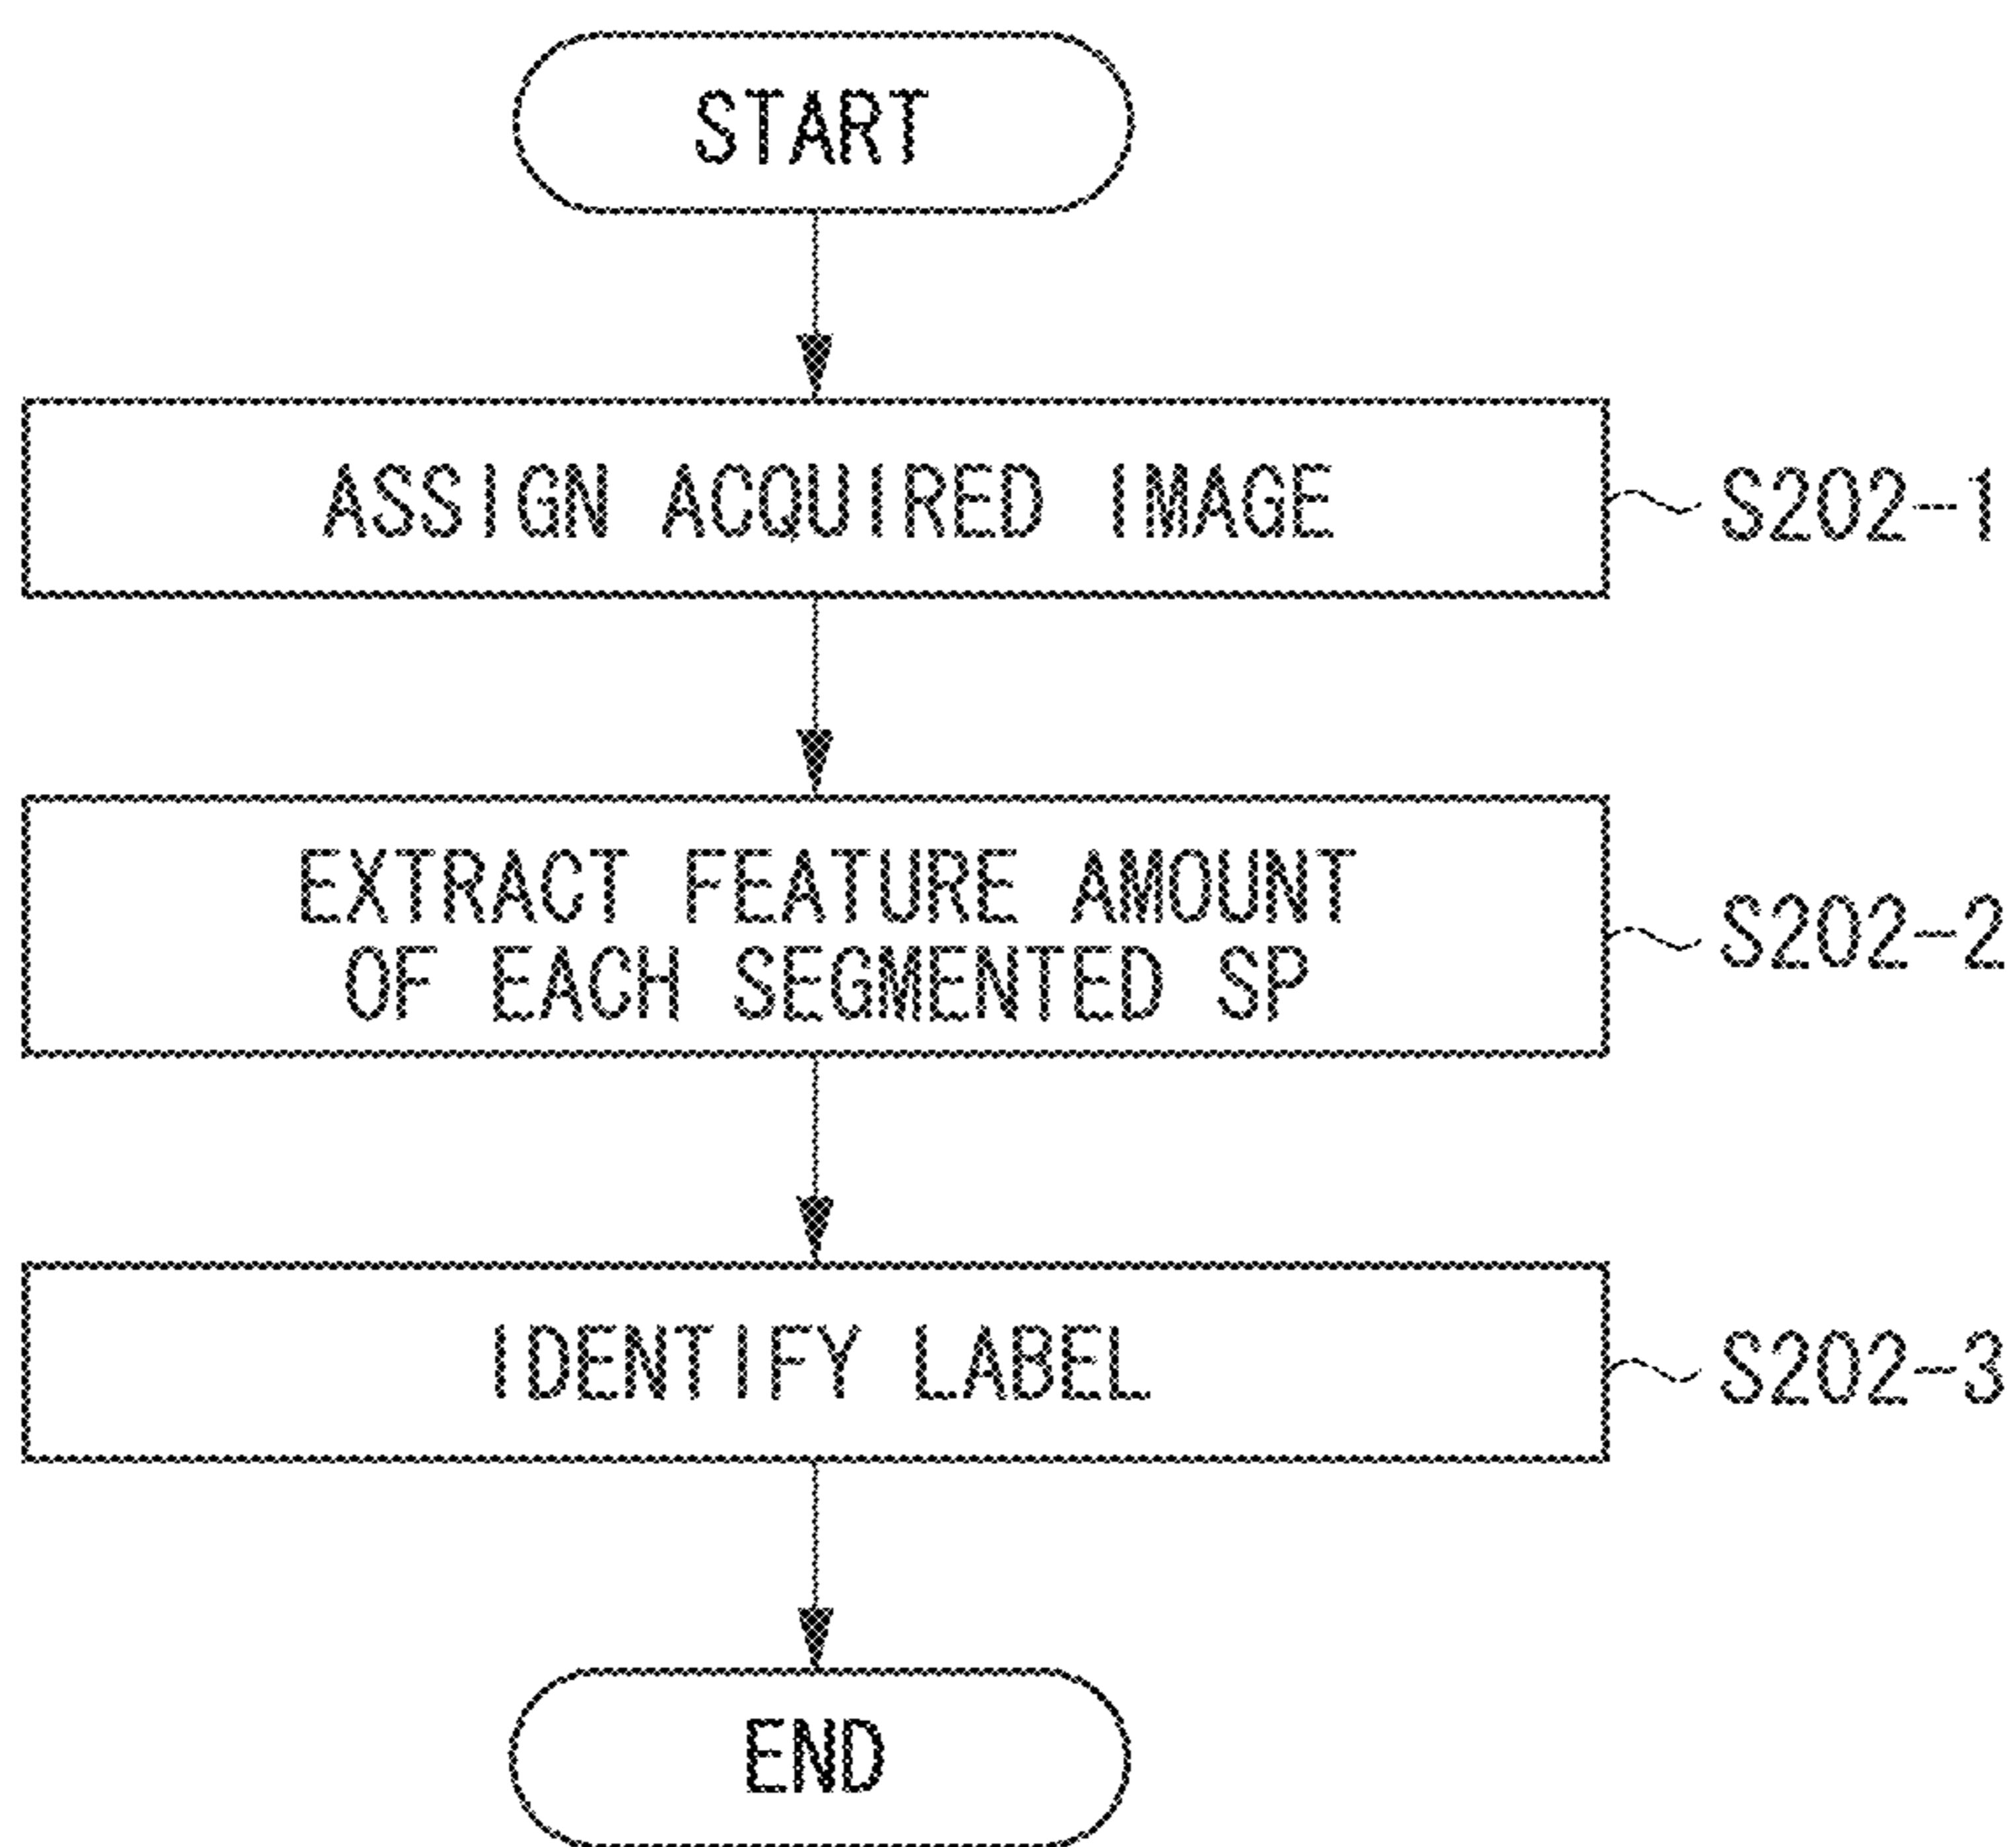 START
ASSIGN ACQUIRED IMAGE
S202-1
EXTRACT FEATURE AMOUNT
OF EACH SEGMENTED SP
S202-2
IDENTIFY LABEL
S202-3
END